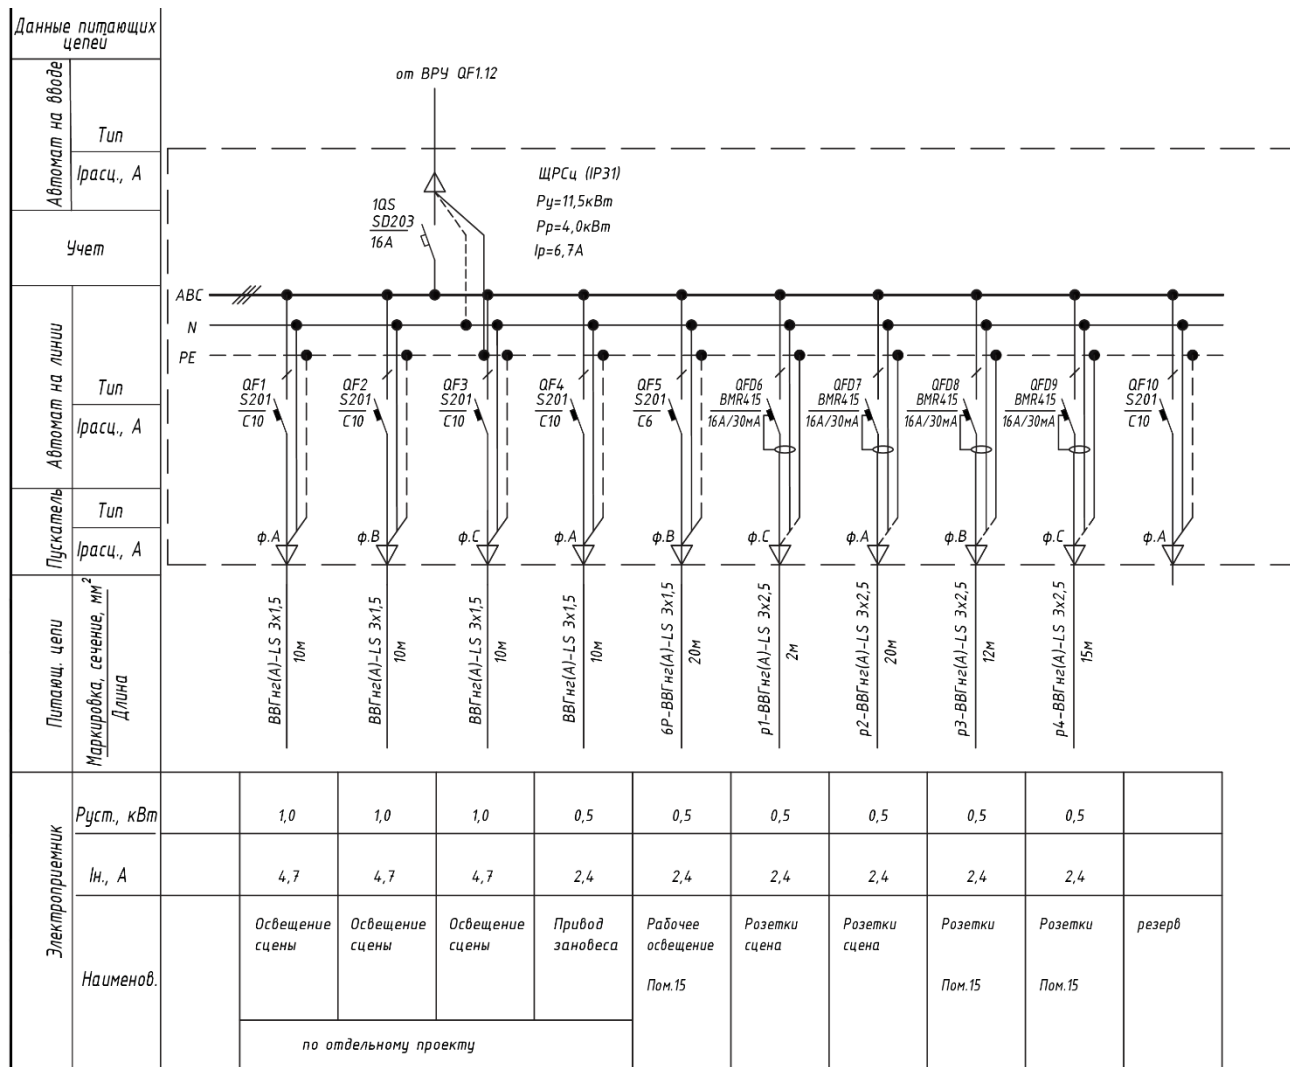 Данные питающих
цепей
Автомат на вводе
Тип
Iрасц., А
Учет
Автомат на линии
Тип
Iрасц., А
Пускатель
Тип
Iрасц., А
Питающ. цепи
Маркировка, сечение, мм²
Длина
Электроприемник
Руст., кВт
Iн., А
Наименов.
от ВРУ QF1.12
ЩРСц (IP31)
Ру=11,5кВт
Рр=4,0кВт
Iр=6,7А
1QS
SD203
16А
ABC
N
PE
QF1
S201
C10
QF2
S201
C10
QF3
S201
C10
QF4
S201
C10
QF5
S201
C6
QFD6
BMR415
16А/30мА
QFD7
BMR415
16А/30мА
QFD8
BMR415
16А/30мА
QFD9
BMR415
16А/30мА
QF10
S201
C10
ф.А
ф.В
ф.С
ф.А
ф.В
ф.С
ф.А
ф.В
ф.С
ф.А
ВВГнг(А)-LS 3х1,5
10м
ВВГнг(А)-LS 3х1,5
10м
ВВГнг(А)-LS 3х1,5
10м
ВВГнг(А)-LS 3х1,5
10м
6Р-ВВГнг(А)-LS 3х1,5
20м
р1-ВВГнг(А)-LS 3х2,5
2м
р2-ВВГнг(А)-LS 3х2,5
20м
р3-ВВГнг(А)-LS 3х2,5
12м
р4-ВВГнг(А)-LS 3х2,5
15м
1,0 1,0 1,0 0,5 0,5 0,5 0,5 0,5 0,5
4,7 4,7 4,7 2,4 2,4 2,4 2,4 2,4 2,4
Освещение
сцены
Освещение
сцены
Освещение
сцены
Привод
зановеса
Рабочее
освещение
Пом.15
Розетки
сцена
Розетки
сцена
Розетки
Пом.15
Розетки
Пом.15
резерв
по отдельному проекту